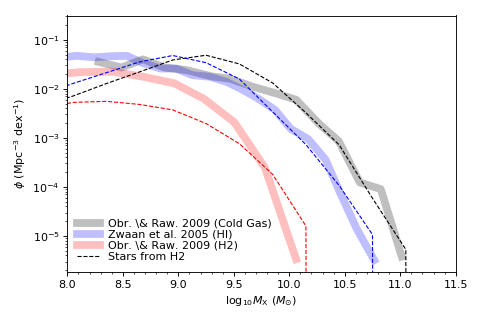 10⁻¹
10⁻²
10⁻³
10⁻⁴
10⁻⁵
ϕ (Mpc⁻³ dex⁻¹)
Obr. \& Raw. 2009 (Cold Gas)
Zwaan et al. 2005 (HI)
Obr. \& Raw. 2009 (H2)
Stars from H2
8.0 8.5 9.0 9.5 10.0 10.5 11.0 11.5
log₁₀Mₓ (M☉)